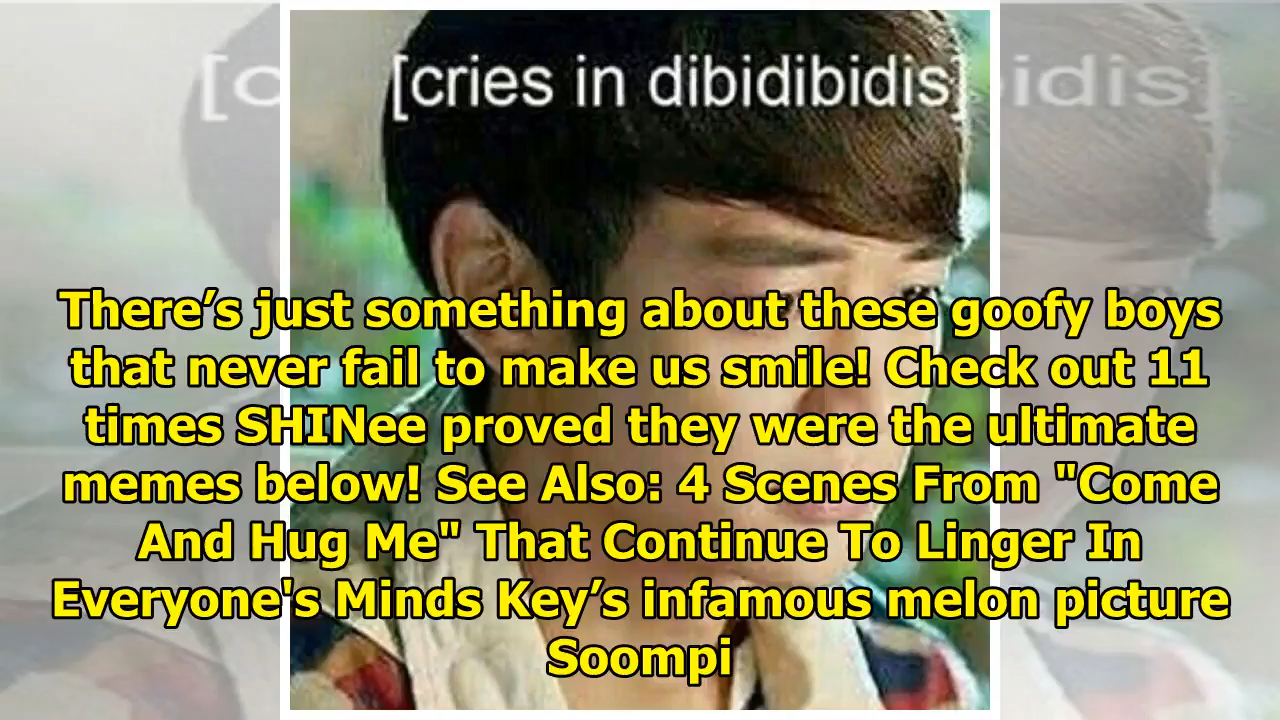 [cries in dibidibidis]
[c
bidis]
There’s just something about these goofy boys
that never fail to make us smile! Check out 11
times SHINee proved they were the ultimate
memes below! See Also: 4 Scenes From "Come
And Hug Me" That Continue To Linger In
Everyone's Minds Key’s infamous melon picture
Soompi